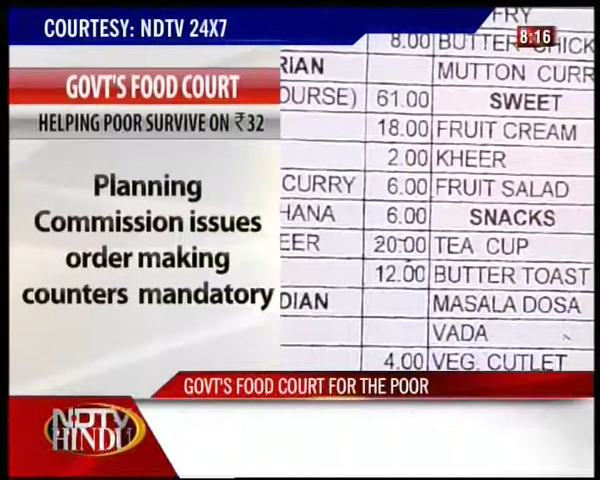 COURTESY: NDTV 24X7
8:16
GOVT'S FOOD COURT
HELPING POOR SURVIVE ON ₹32
Planning
Commission issues
order making
counters mandatory
FRY
8.00 BUTTER CHICK
RIAN MUTTON CURR
OURSE) 61.00 SWEET
18.00 FRUIT CREAM
2.00 KHEER
CURRY 6.00 FRUIT SALAD
HANA 6.00 SNACKS
EER 20:00 TEA CUP
12.00 BUTTER TOAST
DIAN MASALA DOSA
VADA
4.00 VEG. CUTLET
GOVT'S FOOD COURT FOR THE POOR
NDTV
HINDU